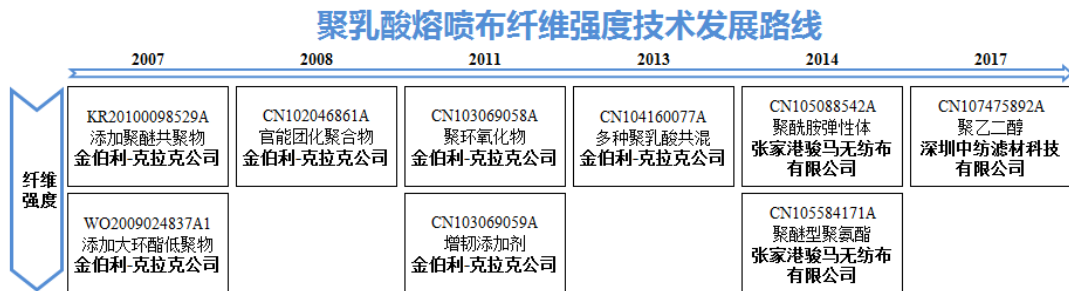 聚乳酸熔喷布纤维强度技术发展路线
2007 2008 2011 2013 2014 2017
纤维
强度
KR20100098529A
添加聚醚共聚物
金伯利-克拉克公司
CN102046861A
官能团化聚合物
金伯利-克拉克公司
CN103069058A
聚环氧化物
金伯利-克拉克公司
CN104160077A
多种聚乳酸共混
金伯利-克拉克公司
CN105088542A
聚酰胺弹性体
张家港骏马无纺布
有限公司
CN107475892A
聚乙二醇
深圳中纺滤材科技
有限公司
WO2009024837A1
添加大环酯低聚物
金伯利-克拉克公司
CN103069059A
增韧添加剂
金伯利-克拉克公司
CN105584171A
聚醚型聚氨酯
张家港骏马无纺布
有限公司